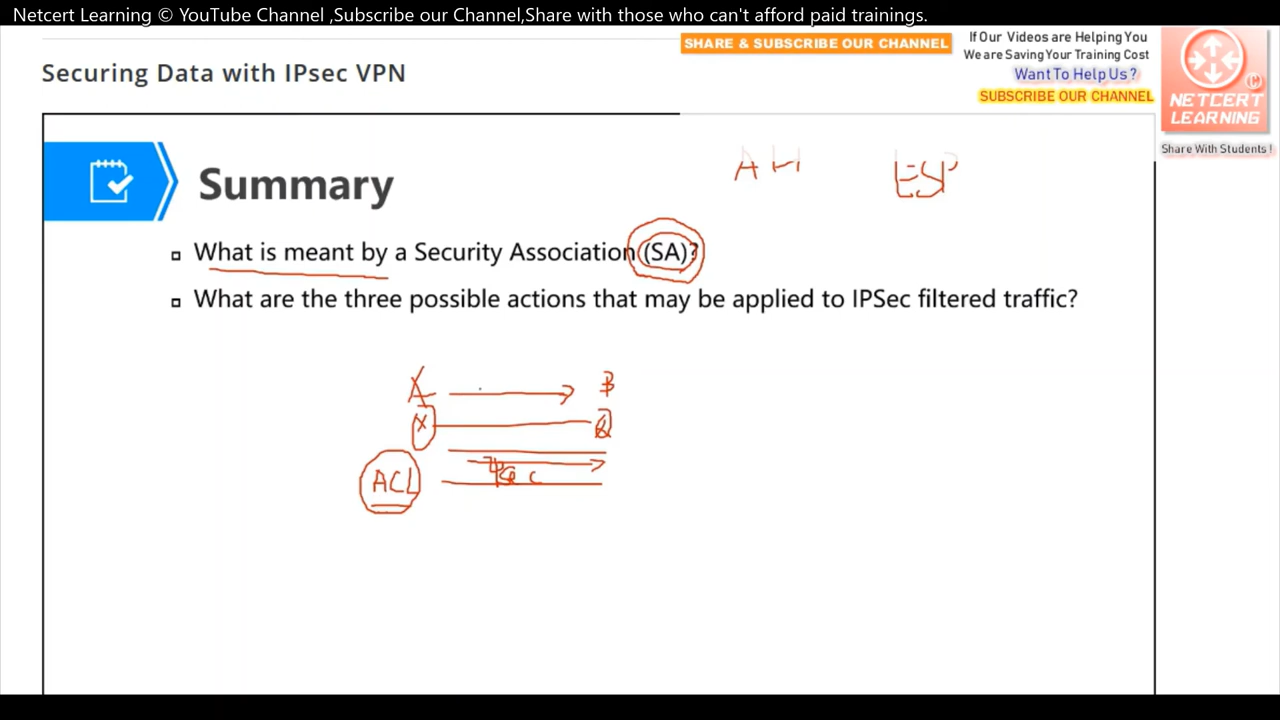 Netcert Learning © YouTube Channel ,Subscribe our Channel,Share with those who can't afford paid trainings.
SHARE & SUBSCRIBE OUR CHANNEL
If Our Videos are Helping You
We are Saving Your Training Cost
Want To Help Us ?
SUBSCRIBE OUR CHANNEL
NETCERT
LEARNING
Share With Students !
Securing Data with IPsec VPN
AH ESP
Summary
What is meant by a Security Association (SA)?
What are the three possible actions that may be applied to IPSec filtered traffic?
A B
X
ACL IPsec